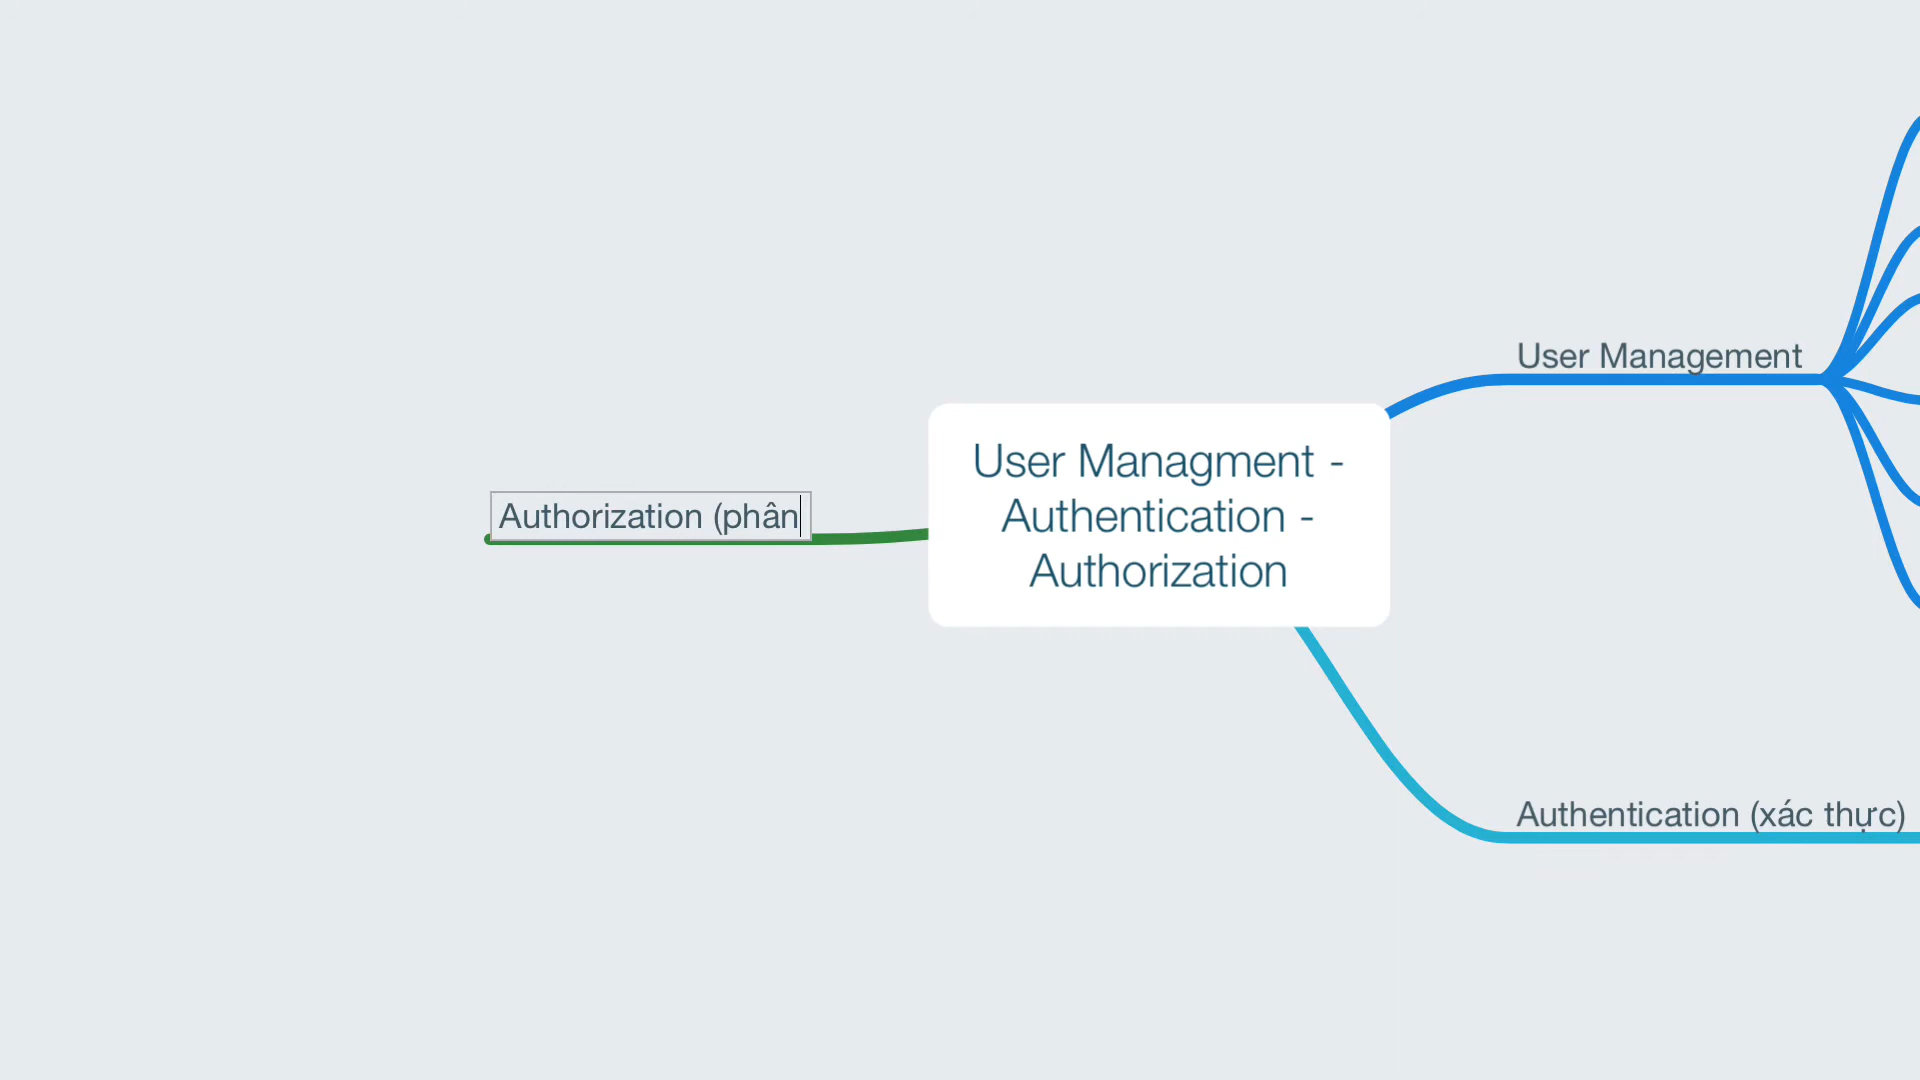 User Management
User Managment -
Authentication -
Authorization
Authorization (phân
Authentication (xác thực)